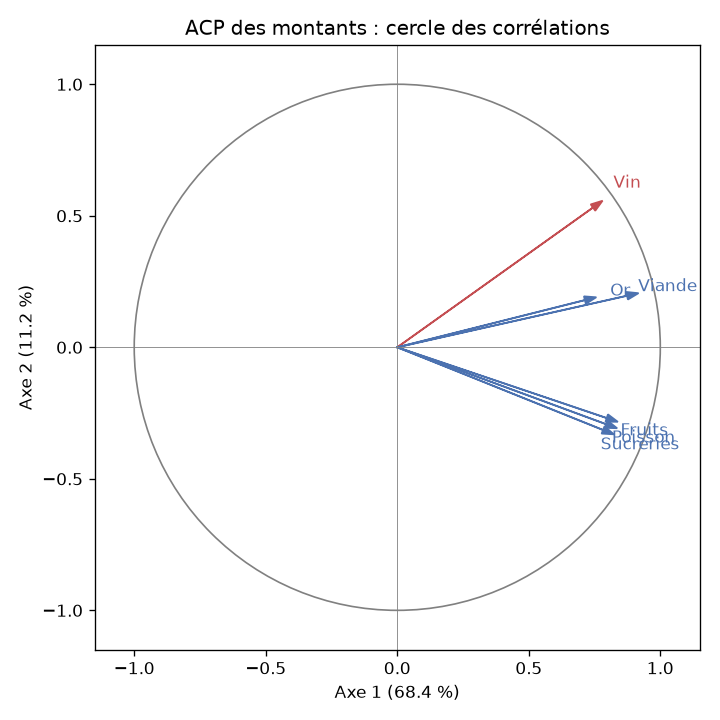 ACP des montants : cercle des corrélations
1.0
0.5
0.0
−0.5
−1.0
Axe 2 (11.2 %)
Vin
Or
Viande
Fruits
Poisson
Sucreries
−1.0
−0.5
0.0
0.5
1.0
Axe 1 (68.4 %)